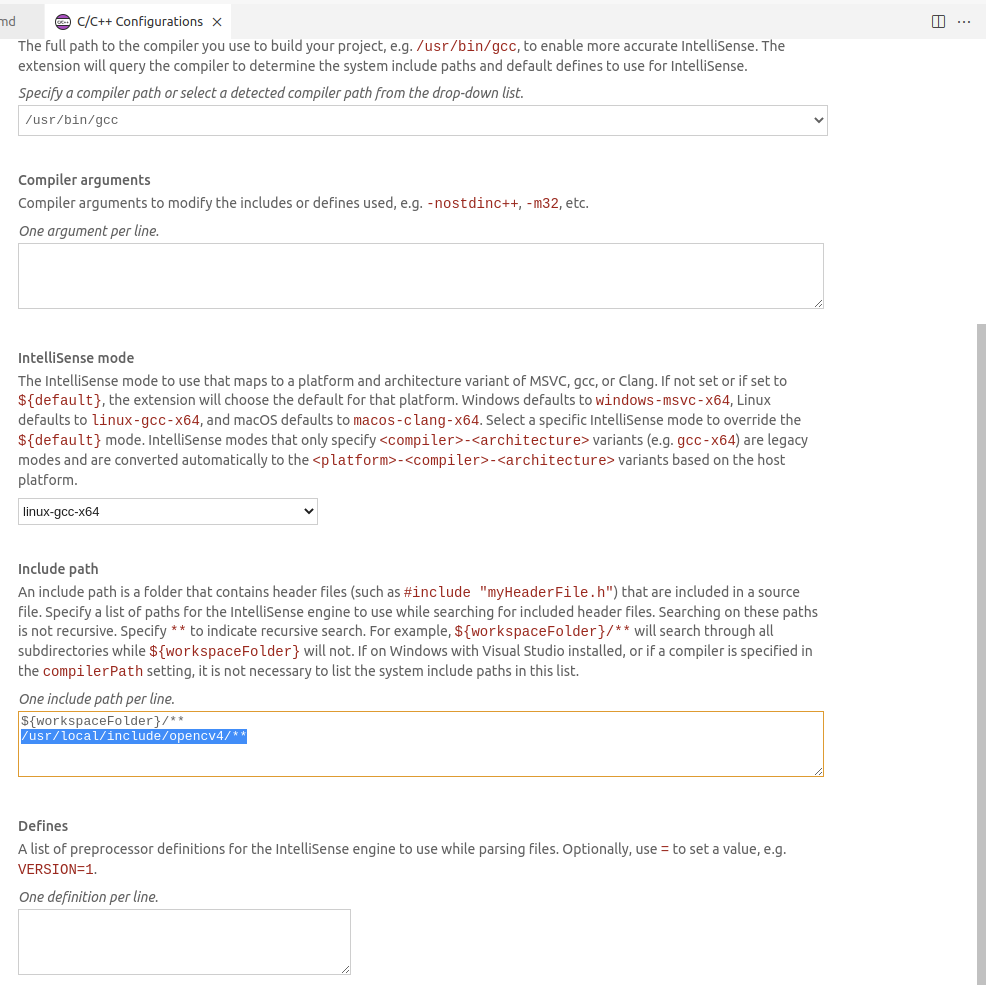 md
C/C++ Configurations
The full path to the compiler you use to build your project, e.g. /usr/bin/gcc, to enable more accurate IntelliSense. The
extension will query the compiler to determine the system include paths and default defines to use for IntelliSense.
Specify a compiler path or select a detected compiler path from the drop-down list.
/usr/bin/gcc
Compiler arguments
Compiler arguments to modify the includes or defines used, e.g. -nostdinc++, -m32, etc.
One argument per line.
IntelliSense mode
The IntelliSense mode to use that maps to a platform and architecture variant of MSVC, gcc, or Clang. If not set or if set to
${default}, the extension will choose the default for that platform. Windows defaults to windows-msvc-x64, Linux
defaults to linux-gcc-x64, and macOS defaults to macos-clang-x64. Select a specific IntelliSense mode to override the
${default} mode. IntelliSense modes that only specify <compiler>-<architecture> variants (e.g. gcc-x64) are legacy
modes and are converted automatically to the <platform>-<compiler>-<architecture> variants based on the host
platform.
linux-gcc-x64
Include path
An include path is a folder that contains header files (such as #include "myHeaderFile.h") that are included in a source
file. Specify a list of paths for the IntelliSense engine to use while searching for included header files. Searching on these paths
is not recursive. Specify ** to indicate recursive search. For example, ${workspaceFolder}/** will search through all
subdirectories while ${workspaceFolder} will not. If on Windows with Visual Studio installed, or if a compiler is specified in
the compilerPath setting, it is not necessary to list the system include paths in this list.
One include path per line.
${workspaceFolder}/**
/usr/local/include/opencv4/**
Defines
A list of preprocessor definitions for the IntelliSense engine to use while parsing files. Optionally, use = to set a value, e.g.
VERSION=1.
One definition per line.